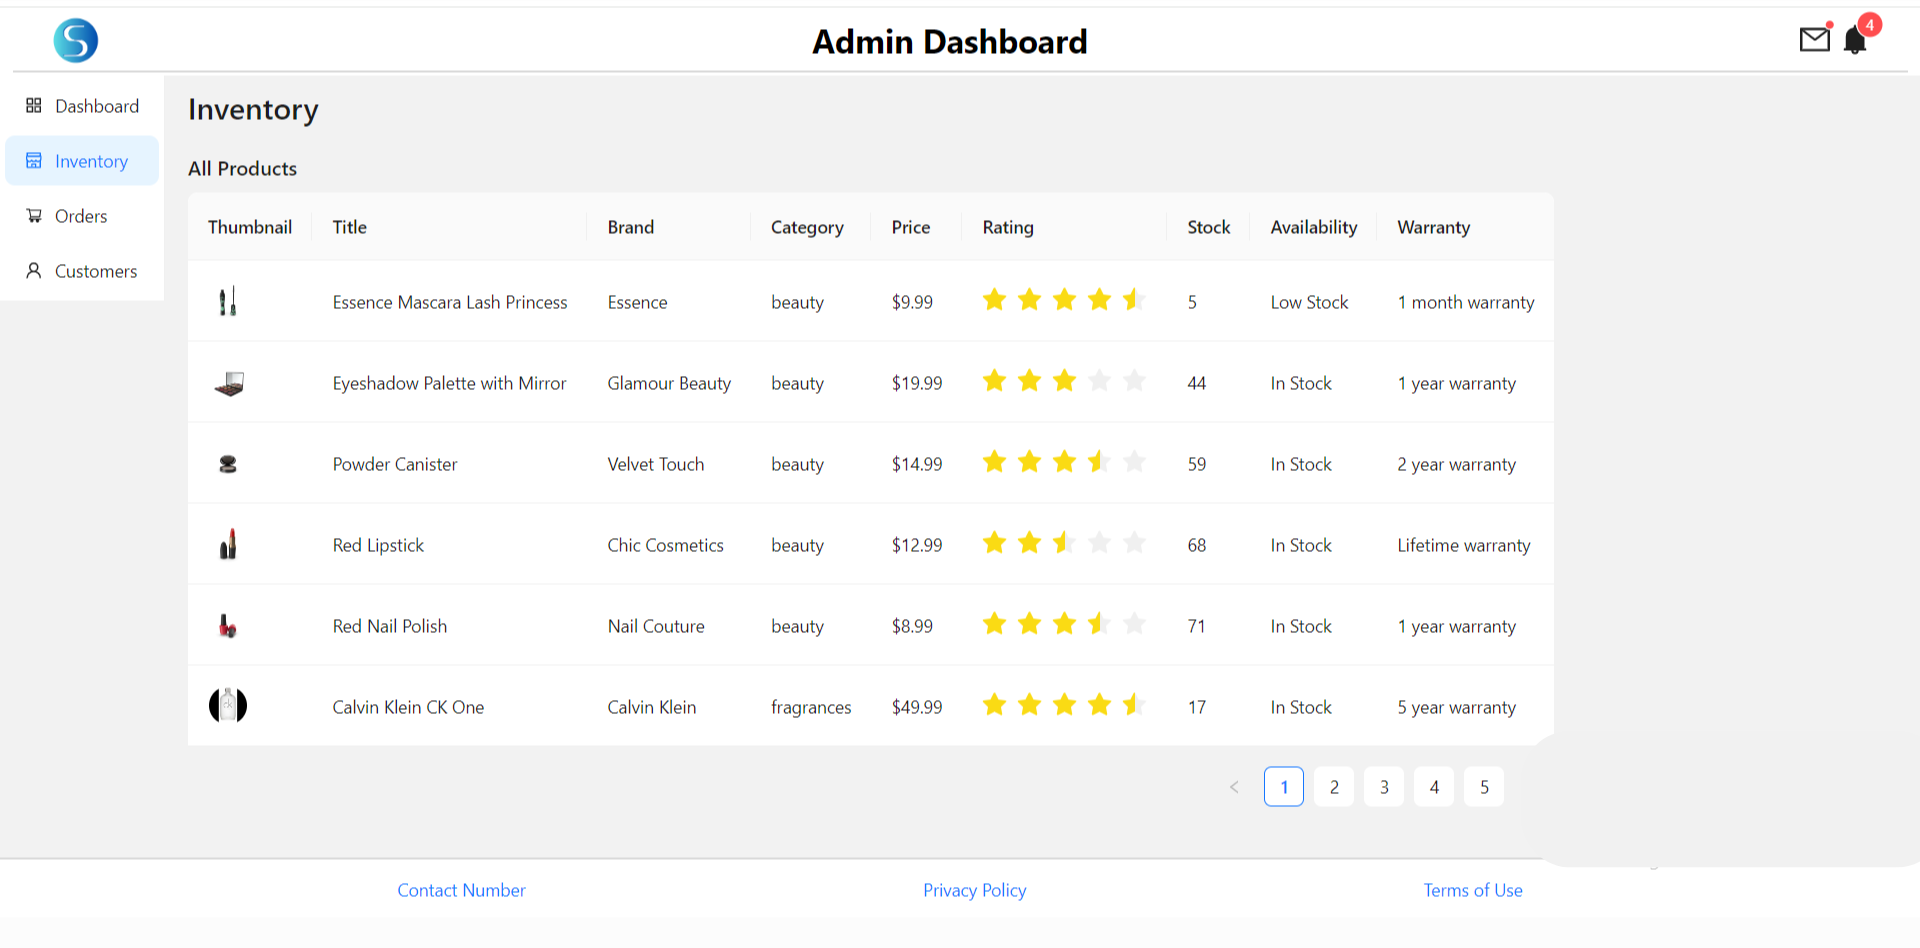 Admin Dashboard
4
Dashboard
Inventory
Orders
Customers
Inventory
All Products
Thumbnail Title Brand Category Price Rating Stock Availability Warranty
Essence Mascara Lash Princess Essence beauty $9.99 5 Low Stock 1 month warranty
Eyeshadow Palette with Mirror Glamour Beauty beauty $19.99 44 In Stock 1 year warranty
Powder Canister Velvet Touch beauty $14.99 59 In Stock 2 year warranty
Red Lipstick Chic Cosmetics beauty $12.99 68 In Stock Lifetime warranty
Red Nail Polish Nail Couture beauty $8.99 71 In Stock 1 year warranty
Calvin Klein CK One Calvin Klein fragrances $49.99 17 In Stock 5 year warranty
< 1 2 3 4 5
Contact Number Privacy Policy Terms of Use